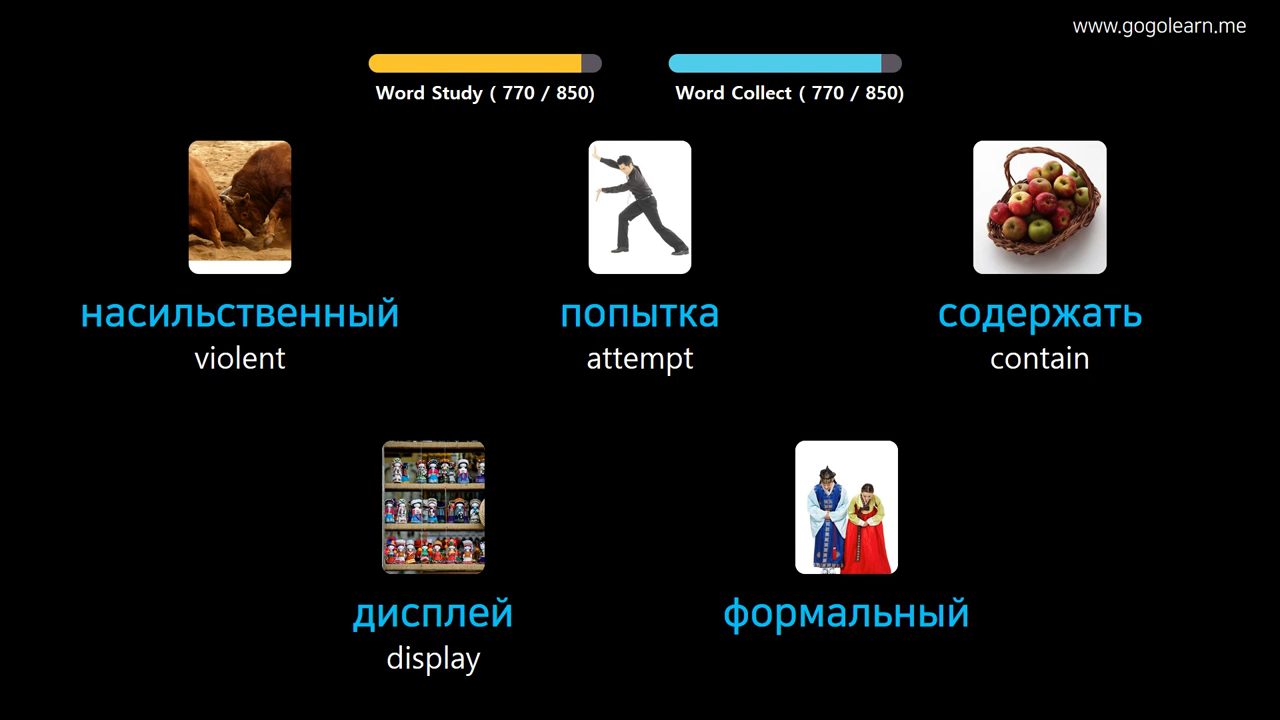 www.gogolearn.me
Word Study ( 770 / 850)
Word Collect ( 770 / 850)
насильственный
violent
попытка
attempt
содержать
contain
дисплей
display
формальный